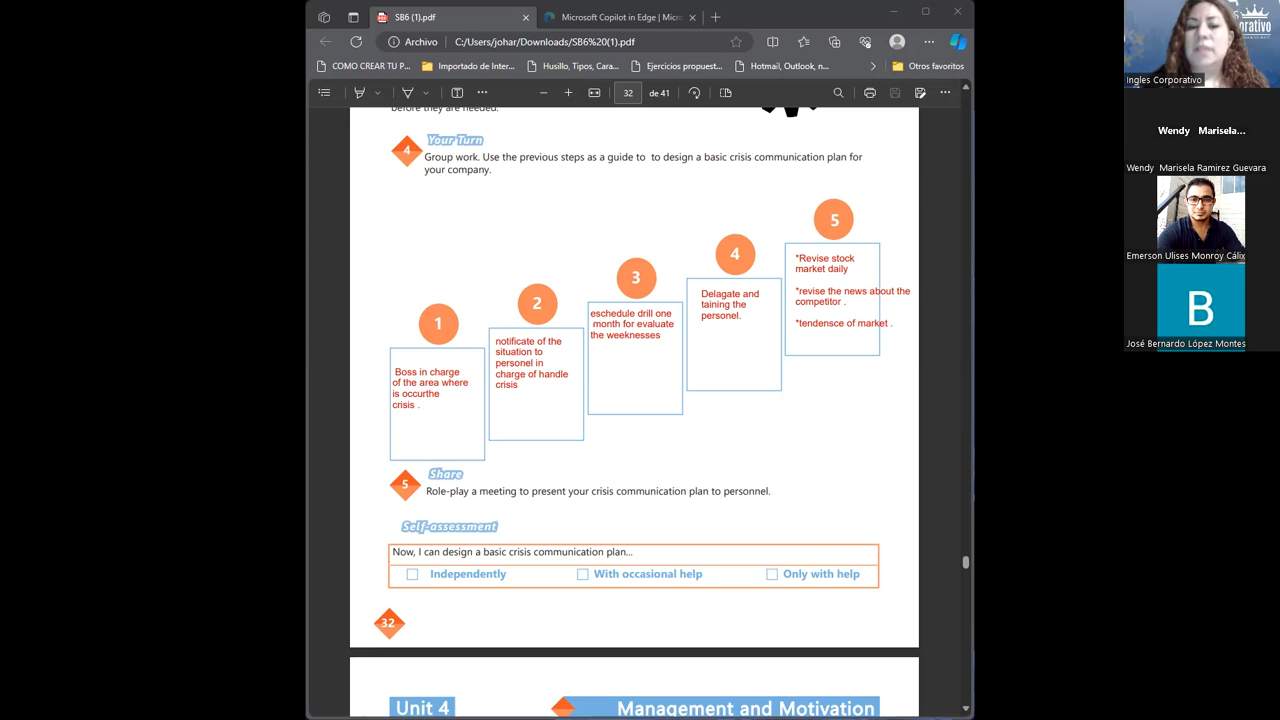 SB6 (1).pdf
Microsoft Copilot in Edge | Micr
Archivo
C:/Users/johar/Downloads/SB6%20(1).pdf
COMO CREAR TU P...
Importado de Inter...
Husillo, Tipos, Cara...
Ejercicios propuest...
Hotmail, Outlook, n...
Otros favoritos
32 de 41
before they are needed.
4 Your Turn
Group work. Use the previous steps as a guide to to design a basic crisis communication plan for
your company.
1
Boss in charge
of the area where
is occurthe
crisis .
2
notificate of the
situation to
personel in
charge of handle
crisis
3
eschedule drill one
month for evaluate
the weeknesses
4
Delagate and
taining the
personel.
5
*Revise stock
market daily
*revise the news about the
competitor .
*tendensce of market .
5 Share
Role-play a meeting to present your crisis communication plan to personnel.
Self-assessment
Now, I can design a basic crisis communication plan...
Independently
With occasional help
Only with help
32
Unit 4
Management and Motivation
Ingles Corporativo
Wendy Marisela...
Wendy Marisela Ramirez Guevara
Emerson Ulises Monroy Cálix
B
José Bernardo López Montes